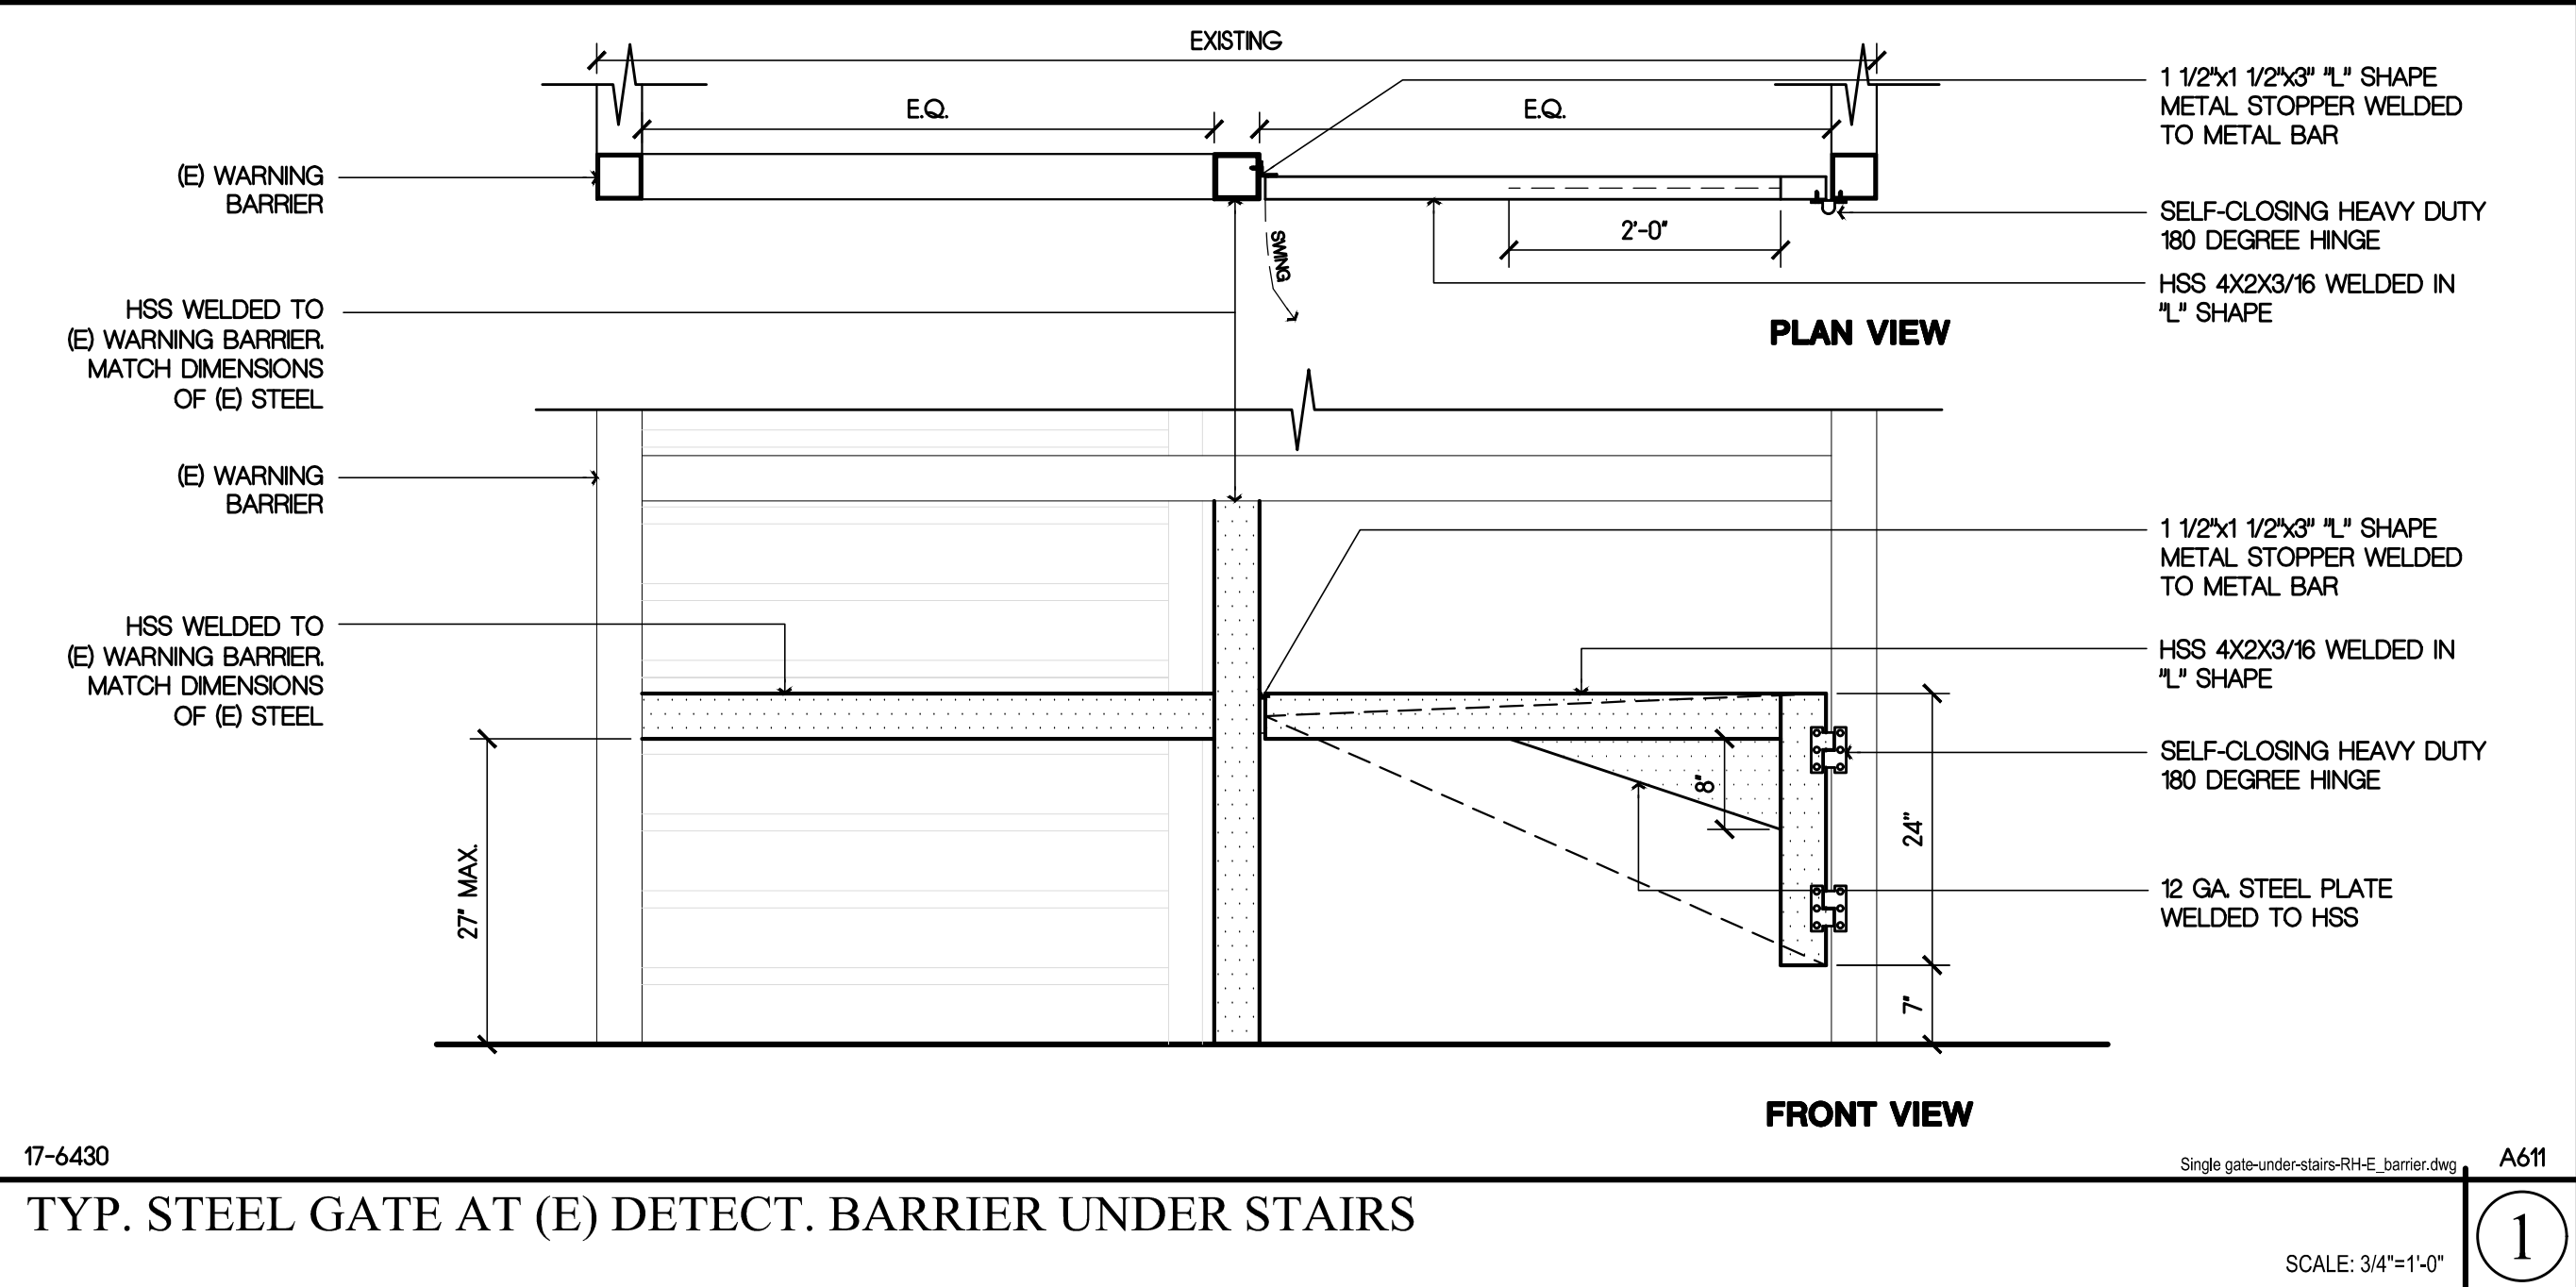 EXISTING
E.Q.
E.Q.
1 1/2"x1 1/2"x3" "L" SHAPE
METAL STOPPER WELDED
TO METAL BAR
(E) WARNING
BARRIER
SELF-CLOSING HEAVY DUTY
180 DEGREE HINGE
2'-0"
SWING
HSS 4X2X3/16 WELDED IN
"L" SHAPE
HSS WELDED TO
(E) WARNING BARRIER.
MATCH DIMENSIONS
OF (E) STEEL
PLAN VIEW
(E) WARNING
BARRIER
1 1/2"x1 1/2"x3" "L" SHAPE
METAL STOPPER WELDED
TO METAL BAR
HSS WELDED TO
(E) WARNING BARRIER.
MATCH DIMENSIONS
OF (E) STEEL
HSS 4X2X3/16 WELDED IN
"L" SHAPE
SELF-CLOSING HEAVY DUTY
180 DEGREE HINGE
8"
24"
27" MAX.
12 GA. STEEL PLATE
WELDED TO HSS
7"
FRONT VIEW
17-6430
Single gate-under-stairs-RH-E_barrier.dwg
A611
TYP. STEEL GATE AT (E) DETECT. BARRIER UNDER STAIRS
1
SCALE: 3/4"=1'-0"